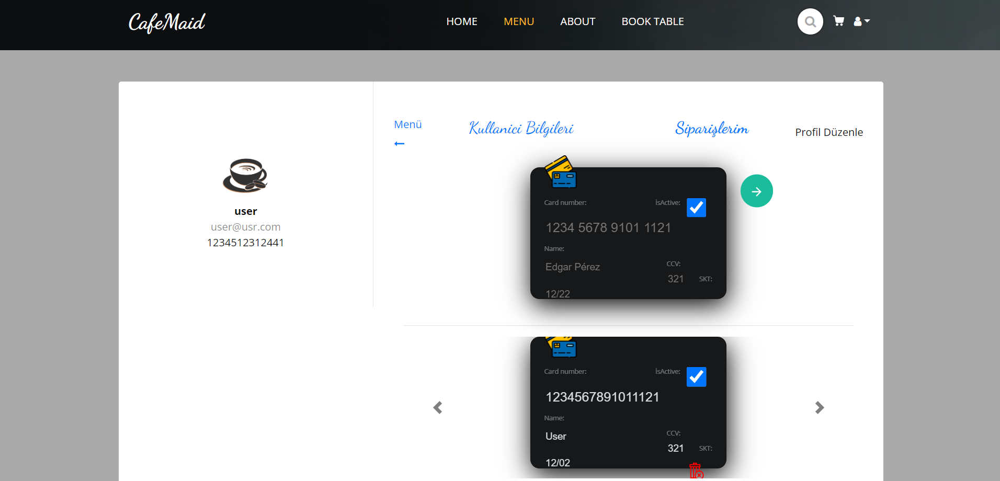 CafeMaid
HOME MENU ABOUT BOOK TABLE
user
user@usr.com
1234512312441
Menü
Kullanici Bilgileri
Siparişlerim
Profil Düzenle
Card number:
İsActive:
1234 5678 9101 1121
Name:
Edgar Pérez
CCV:
321
SKT:
12/22
Card number:
İsActive:
1234567891011121
Name:
User
CCV:
321
SKT:
12/02